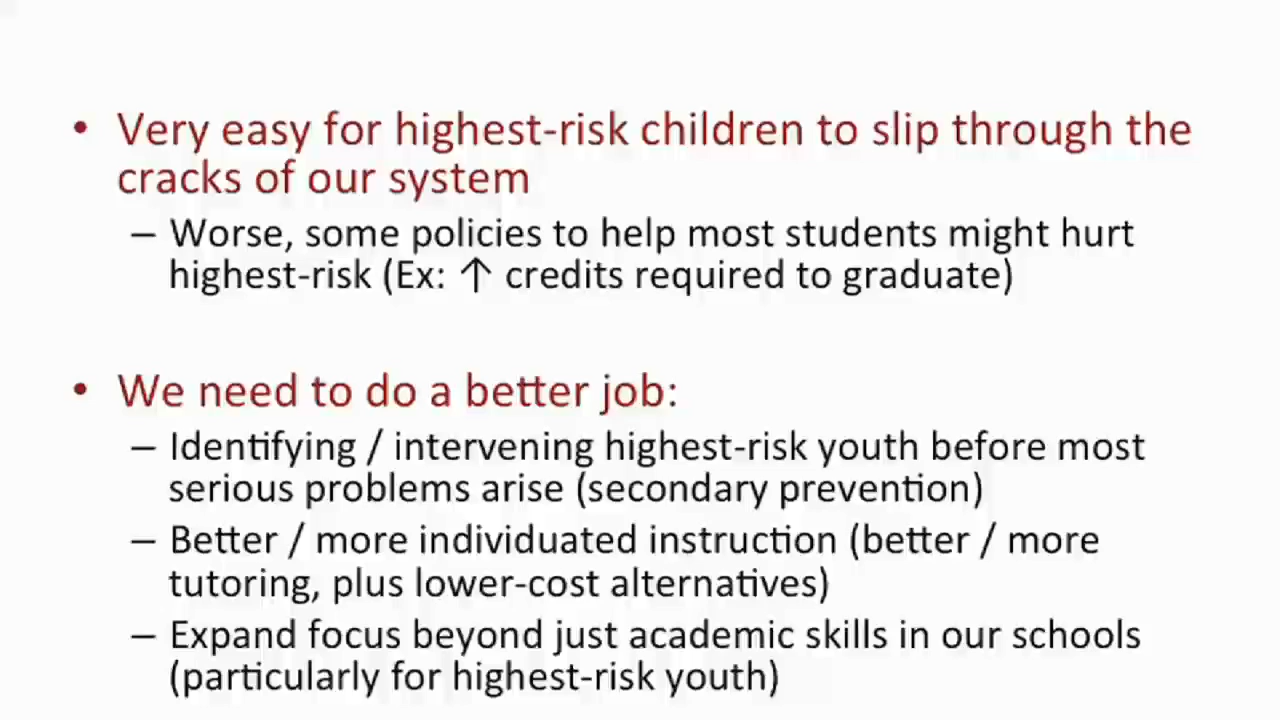 • Very easy for highest-risk children to slip through the
cracks of our system
– Worse, some policies to help most students might hurt
highest-risk (Ex: ↑ credits required to graduate)
• We need to do a better job:
– Identifying / intervening highest-risk youth before most
serious problems arise (secondary prevention)
– Better / more individuated instruction (better / more
tutoring, plus lower-cost alternatives)
– Expand focus beyond just academic skills in our schools
(particularly for highest-risk youth)